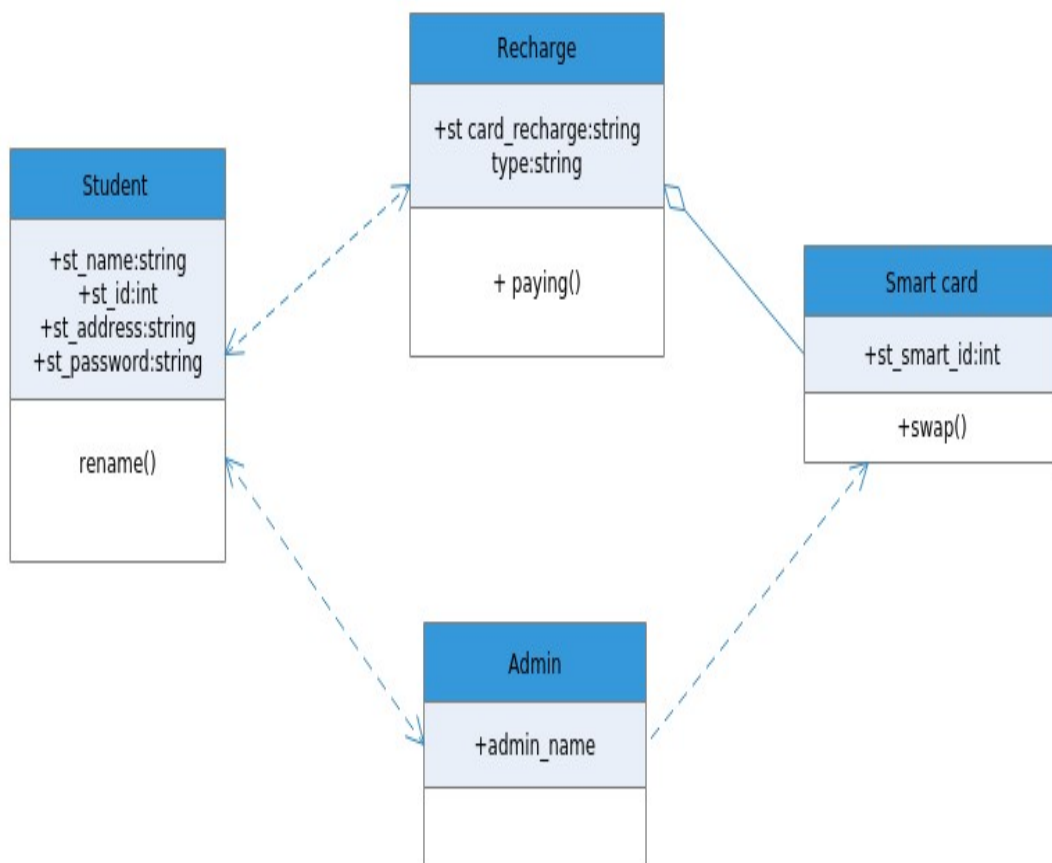 Recharge
+st card_recharge:string
type:string
+ paying()
Student
+st_name:string
+st_id:int
+st_address:string
+st_password:string
rename()
Smart card
+st_smart_id:int
+swap()
Admin
+admin_name